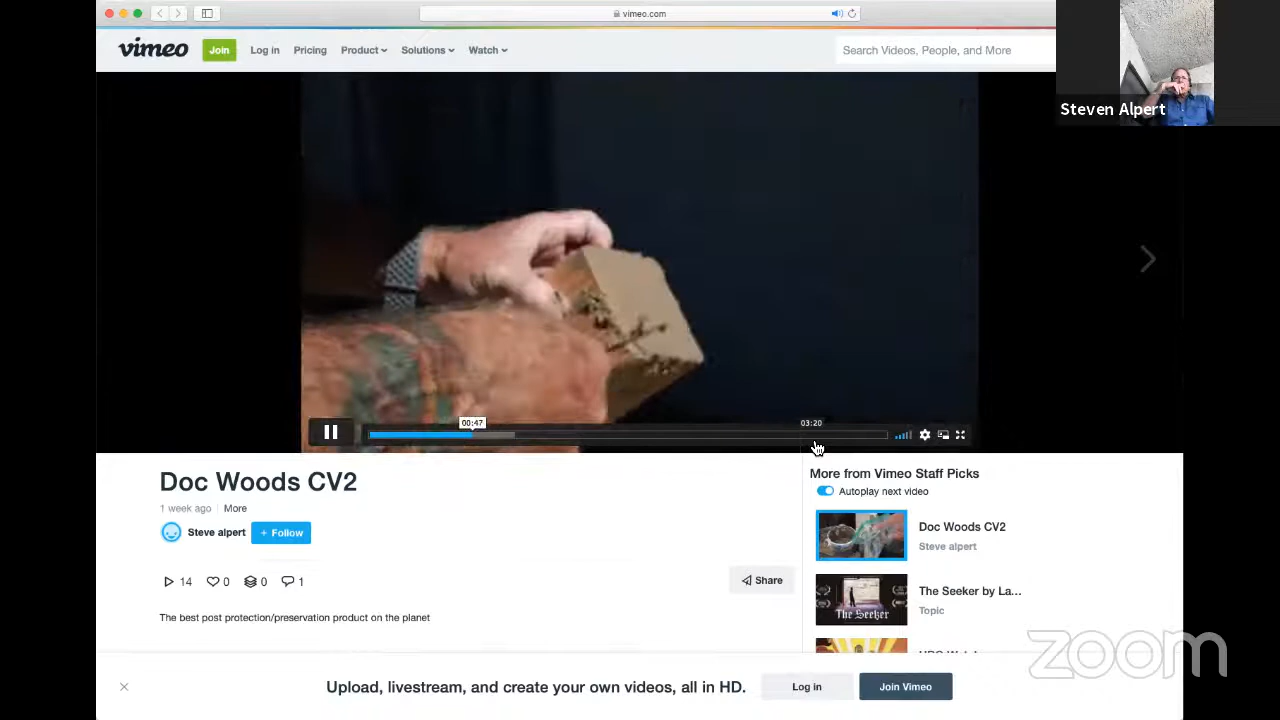 vimeo.com
vimeo Join Log in Pricing Product Solutions Watch Search Videos, People, and More
Steven Alpert
00:47
03:20
Doc Woods CV2
1 week ago More
Steve alpert + Follow
14 0 0 1
Share
The best post protection/preservation product on the planet
More from Vimeo Staff Picks
Autoplay next video
Doc Woods CV2
Steve alpert
The Seeker by La...
Topic
The Seeker
Upload, livestream, and create your own videos, all in HD. Log in Join Vimeo
zoom